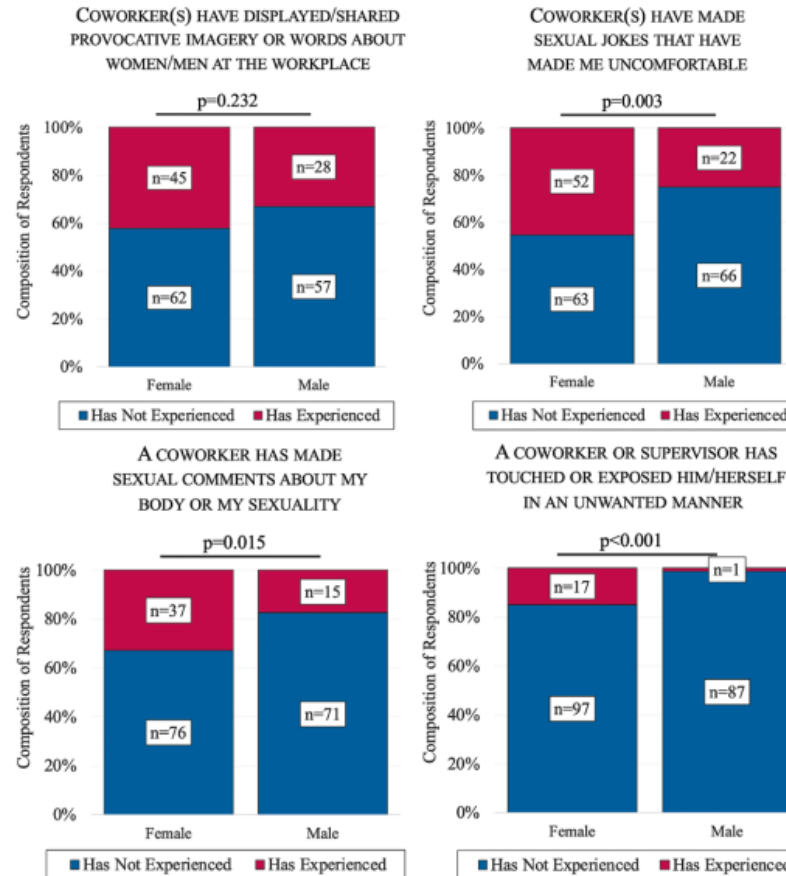 COWORKER(S) HAVE DISPLAYED/SHARED
PROVOCATIVE IMAGERY OR WORDS ABOUT
WOMEN/MEN AT THE WORKPLACE
p=0.232
Composition of Respondents
100%
80%
60%
40%
20%
0%
n=45
n=28
n=62
n=57
Female
Male
Has Not Experienced
Has Experienced
COWORKER(S) HAVE MADE
SEXUAL JOKES THAT HAVE
MADE ME UNCOMFORTABLE
p=0.003
Composition of Respondents
100%
80%
60%
40%
20%
0%
n=52
n=22
n=63
n=66
Female
Male
Has Not Experienced
Has Experienced
A COWORKER HAS MADE
SEXUAL COMMENTS ABOUT MY
BODY OR MY SEXUALITY
p=0.015
Composition of Respondents
100%
80%
60%
40%
20%
0%
n=37
n=15
n=76
n=71
Female
Male
Has Not Experienced
Has Experienced
A COWORKER OR SUPERVISOR HAS
TOUCHED OR EXPOSED HIM/HERSELF
IN AN UNWANTED MANNER
p<0.001
Composition of Respondents
100%
80%
60%
40%
20%
0%
n=17
n=1
n=97
n=87
Female
Male
Has Not Experienced
Has Experienced